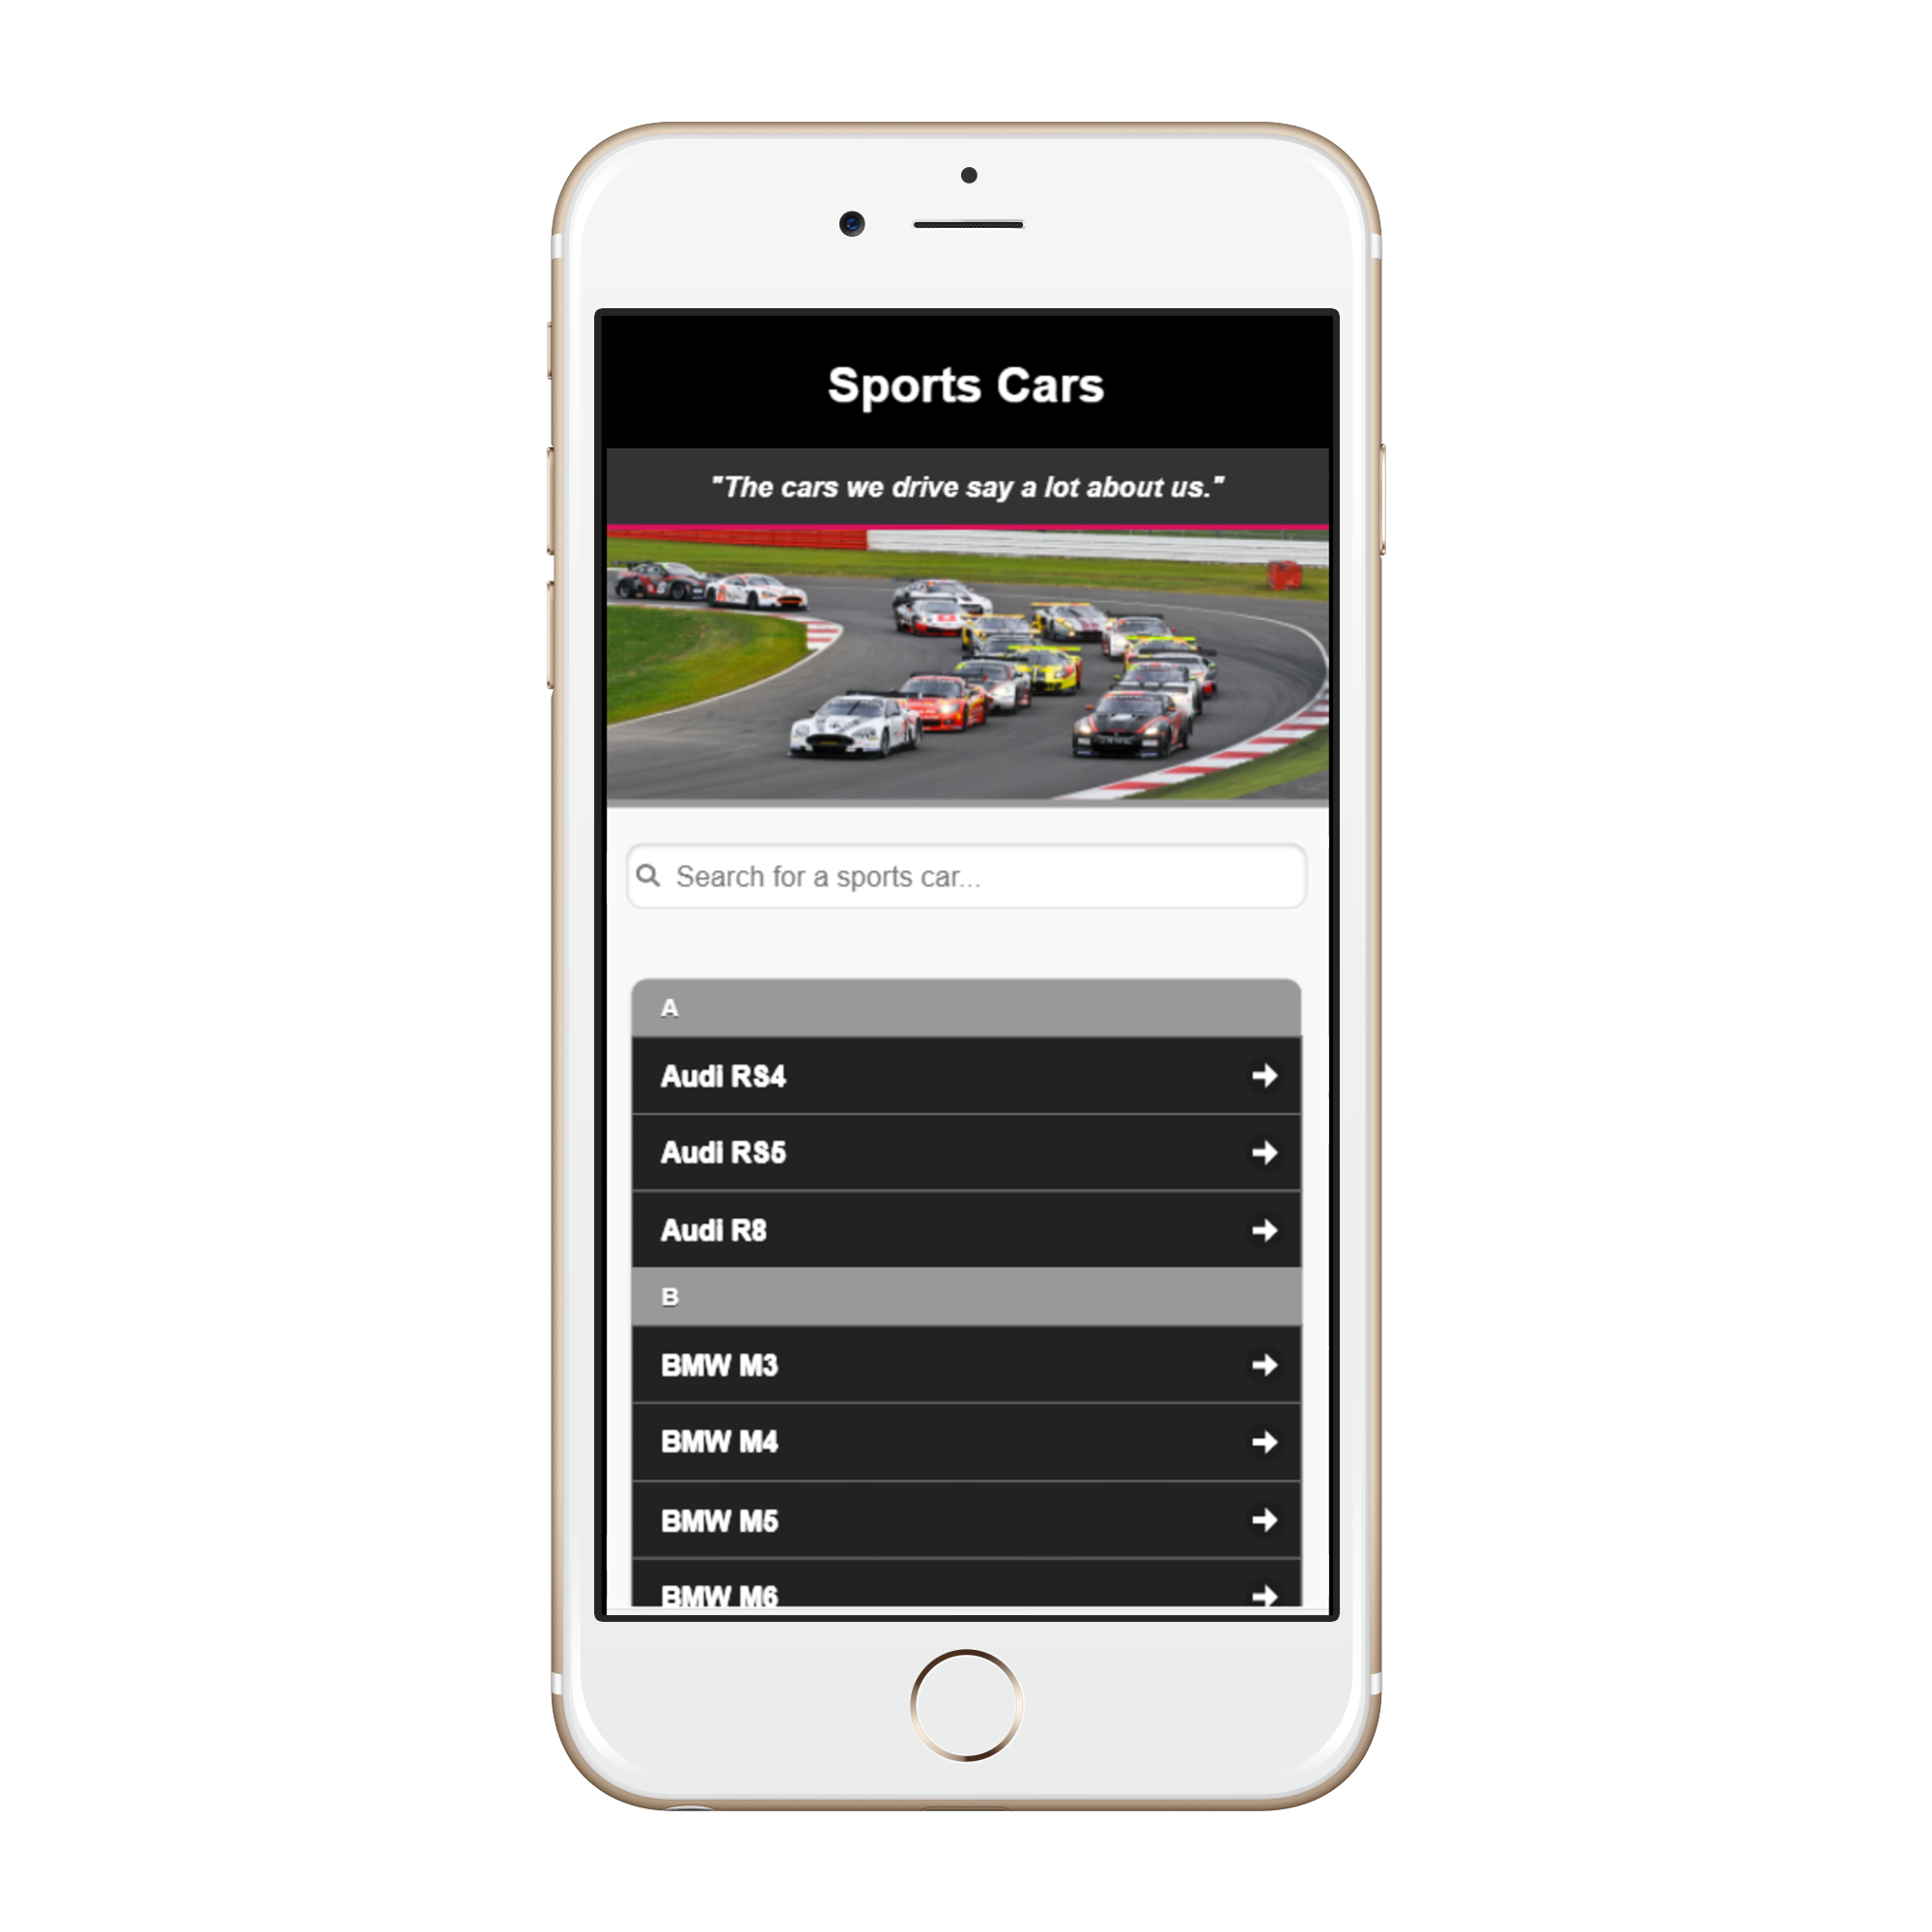 Sports Cars
"The cars we drive say a lot about us."
Search for a sports car...
A
Audi RS4
Audi RS5
Audi R8
B
BMW M3
BMW M4
BMW M5
BMW M6